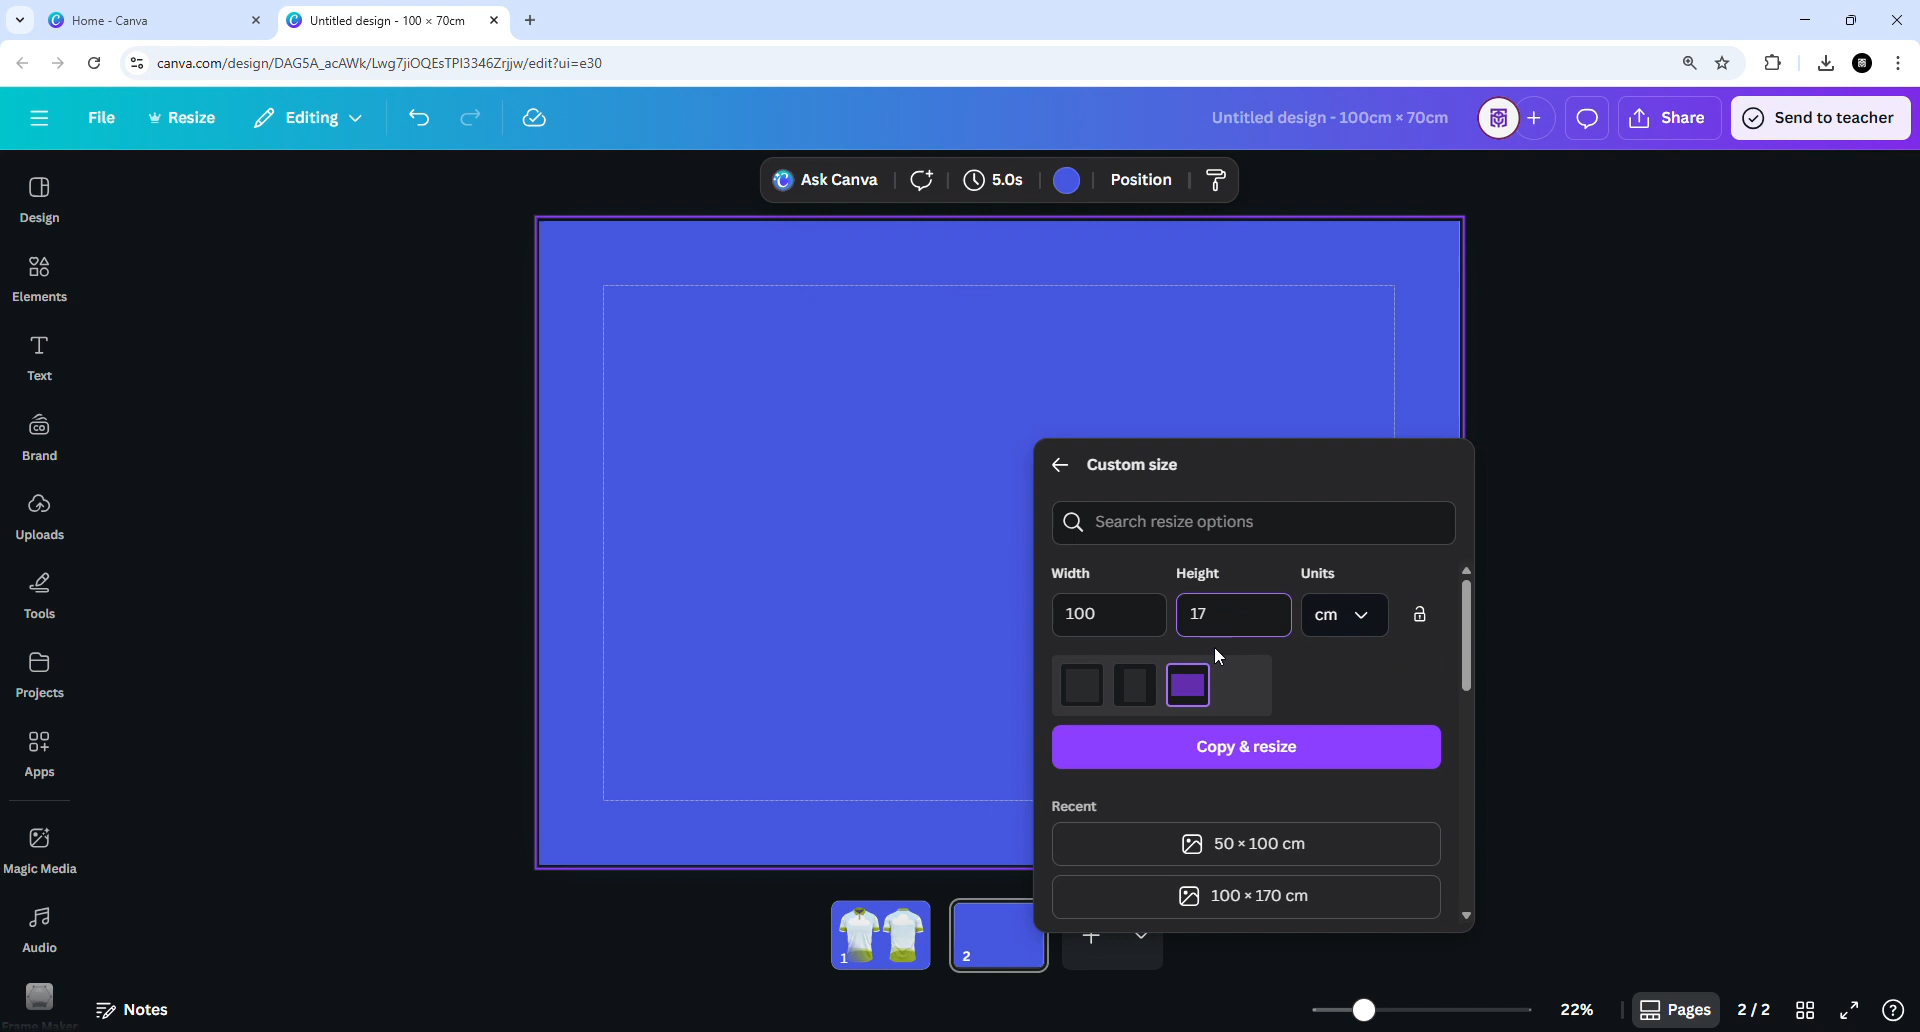 Home - Canva
Untitled design - 100 × 70cm
canva.com/design/DAG5A_acAWk/Lwg7jiOQEsTPI3346Zrjjw/edit?ui=e30
File
Resize
Editing
Untitled design - 100cm × 70cm
Share
Send to teacher
Ask Canva
5.0s
Position
Design
Elements
Text
Brand
Uploads
Tools
Projects
Apps
Magic Media
Audio
Frame Maker
Custom size
Search resize options
Width
Height
Units
100
17
cm
Copy & resize
Recent
50 × 100 cm
100 × 170 cm
1
2
Notes
22%
Pages
2 / 2